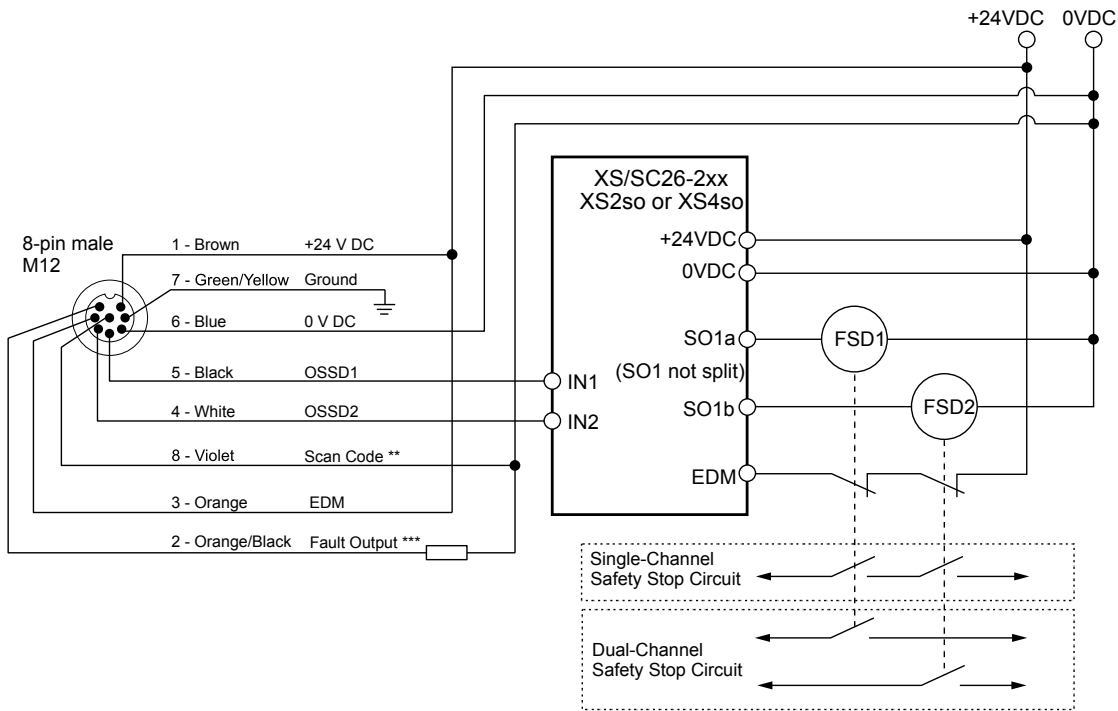 +24VDC 0VDC
XS/SC26-2xx
XS2so or XS4so
8-pin male
M12
1 - Brown +24 V DC
7 - Green/Yellow Ground
6 - Blue 0 V DC
5 - Black OSSD1
4 - White OSSD2
8 - Violet Scan Code **
3 - Orange EDM
2 - Orange/Black Fault Output ***
IN1
IN2
+24VDC
0VDC
SO1a
(SO1 not split)
SO1b
EDM
FSD1
FSD2
Single-Channel
Safety Stop Circuit
Dual-Channel
Safety Stop Circuit